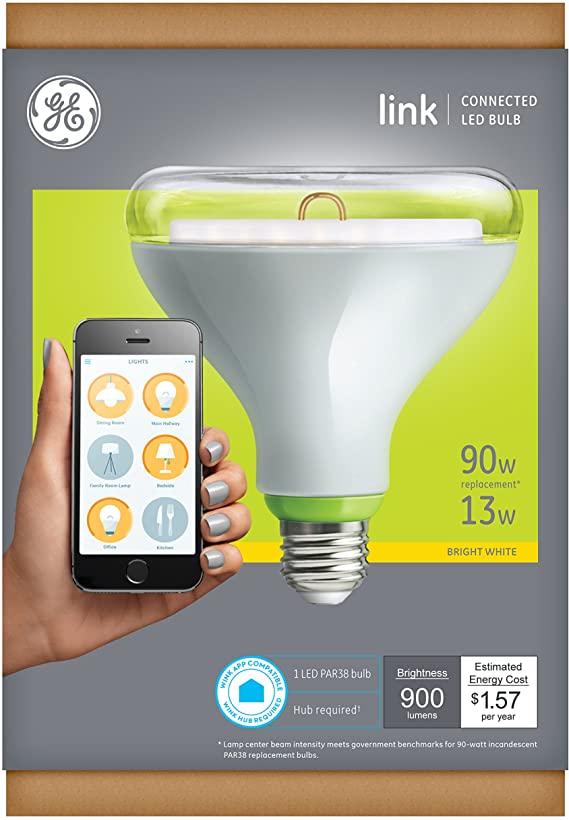 GE
link
CONNECTED
LED BULB
LIGHTS
Dining Room
Main Hallway
Family Room Lamp
Bedside
Office
Kitchen
90w
replacement*
13w
BRIGHT WHITE
WINK APP COMPATIBLE
WINK HUB REQUIRED
1 LED PAR38 bulb
Hub required†
Brightness
900
lumens
Estimated
Energy Cost
$1.57
per year
* Lamp center beam intensity meets government benchmarks for 90-watt incandescent
PAR38 replacement bulbs.